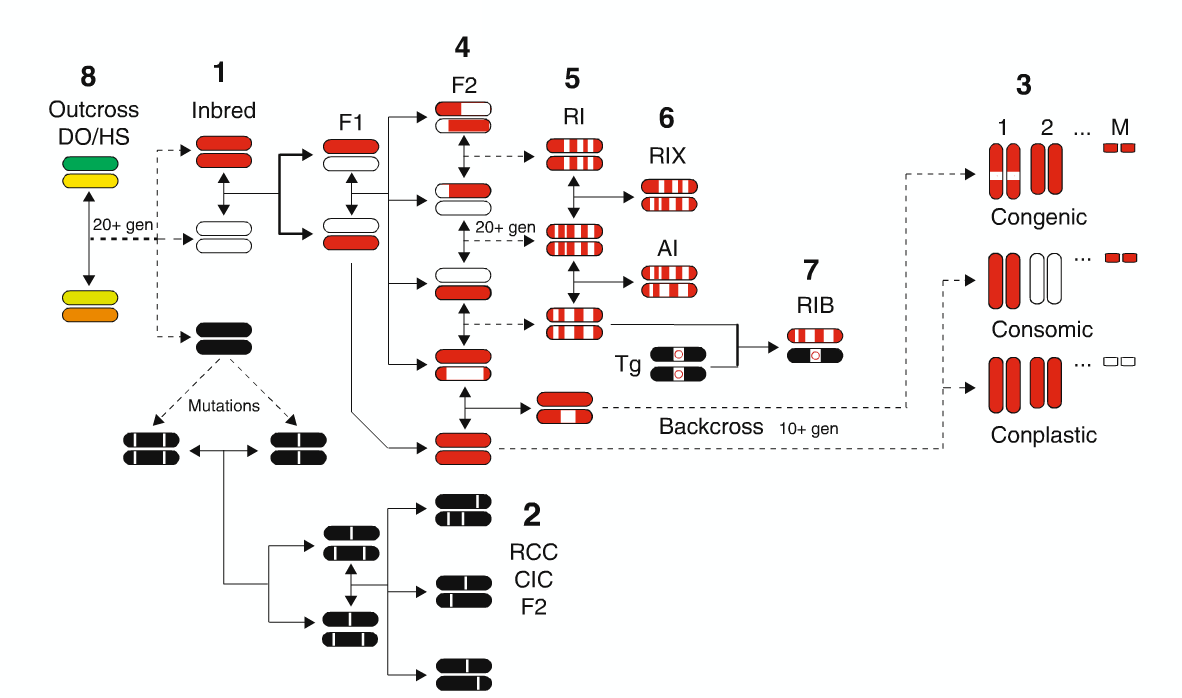 8
Outcross
DO/HS
1
Inbred
F1
4
F2
5
RI
6
RIX
AI
7
RIB
3
1 2 ... M
Congenic
...
Consomic
...
Conplastic
20+ gen
20+ gen
Tg
Backcross 10+ gen
Mutations
2
RCC
CIC
F2